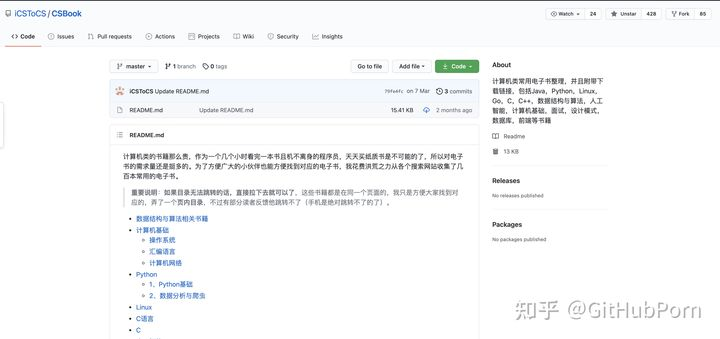 iCSToCS / CSBook
Watch 24 Unstar 428 Fork 85
Code Issues Pull requests Actions Projects Wiki Security Insights
master 1 branch 0 tags Go to file Add file Code
iCSToCS Update README.md on 7 Mar 3 commits
README.md Update README.md 15.41 KB 2 months ago
README.md
计算机类的书籍那么贵，作为一个几个小时看完一本书且机不离身的程序员，天天买纸质书是不可能的了，所以对电子
书的需求量还是挺多的。为了方便广大的小伙伴也能方便找到对应的电子书，我花费洪荒之力从各个搜索网站收集了几
百本常用的电子书。
重要说明：如果目录无法跳转的话，直接拉下去就可以了，这些书籍都是在同一个页面的，我只是方便大家找到对
应的，弄了一个页内目录，不过有部分读者反馈他跳转不了（手机是绝对跳转不了的了）。
数据结构与算法相关书籍
计算机基础
操作系统
汇编语言
计算机网络
Python
1、Python基础
2、数据分析与爬虫
Linux
C语言
C
About
计算机类常用电子书整理，并且附带下
载链接，包括Java，Python，Linux，
Go，C，C++，数据结构与算法，人工
智能，计算机基础，面试，设计模式，
数据库，前端等书籍
Readme
13 KB
Releases
No releases published
Packages
No packages published
知乎 @GitHubPorn